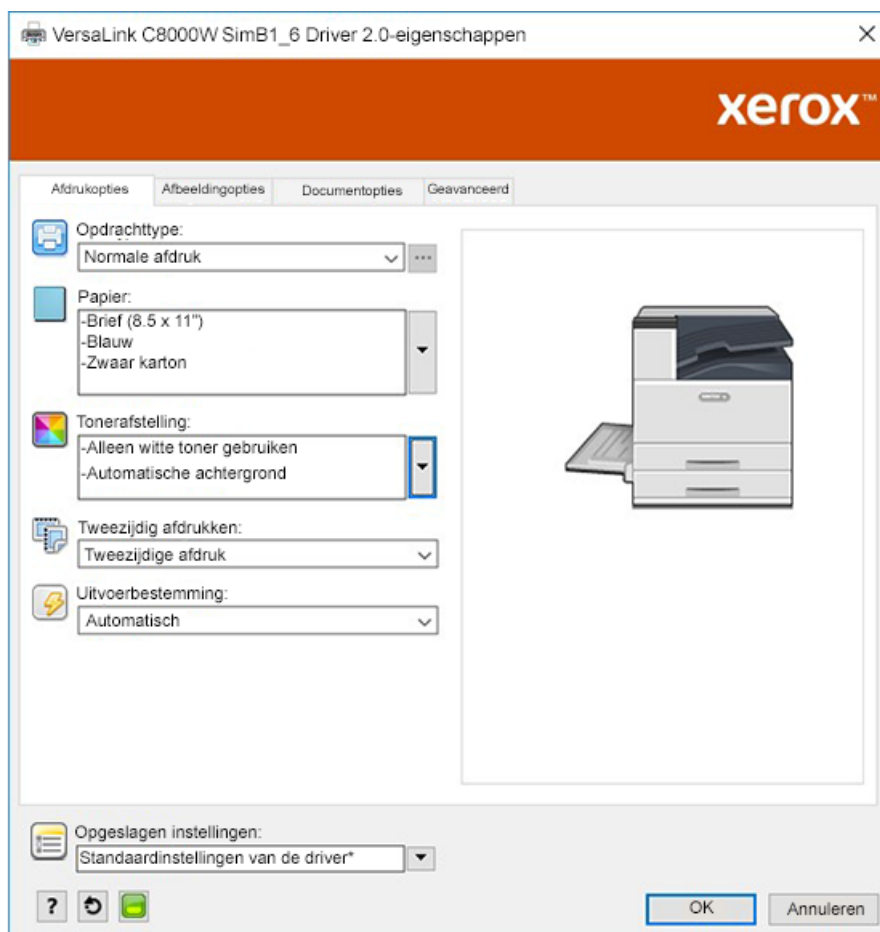 VersaLink C8000W SimB1_6 Driver 2.0-eigenschappen
xerox™
Afdrukopties Afbeeldingopties Documentopties Geavanceerd
Opdrachttype:
Normale afdruk
Papier:
-Brief (8.5 x 11")
-Blauw
-Zwaar karton
Tonerafstelling:
-Alleen witte toner gebruiken
-Automatische achtergrond
Tweezijdig afdrukken:
Tweezijdige afdruk
Uitvoerbestemming:
Automatisch
Opgeslagen instellingen:
Standaardinstellingen van de driver*
?
OK Annuleren